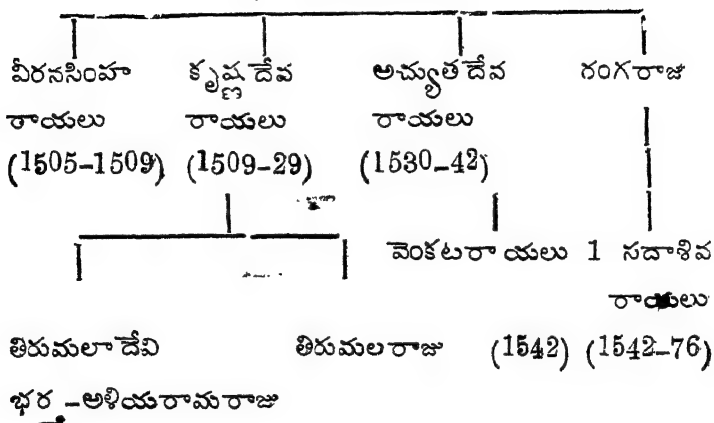 వీరనసింహ కృష్ణదేవ అచ్యుతదేవ గంగరాజు
రాయలు రాయలు రాయలు
(1505-1509) (1509-29) (1530-42)
వెంకటరాయలు 1 సదాశివ
రాయలు
తిరుమలాదేవి తిరుమలరాజు (1542) (1542-76)
భర్త -అళియరామరాజు